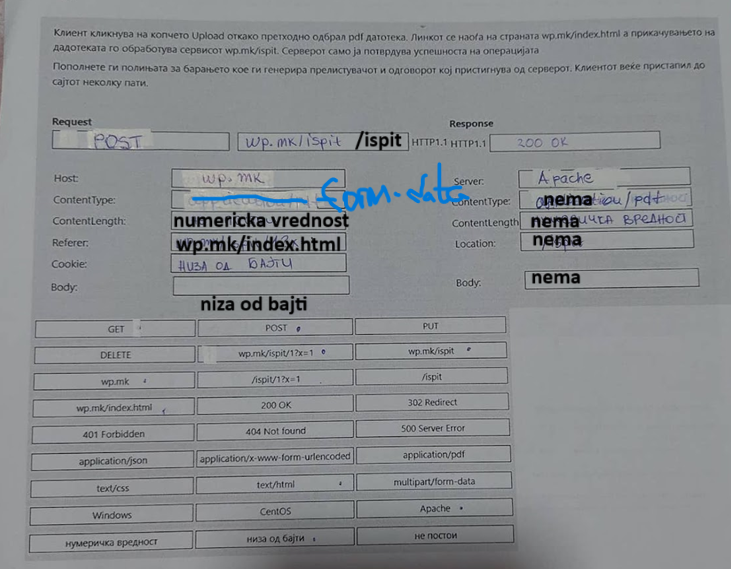 Клиент кликнува на копчето Upload откако претходно одбрал pdf датотека. Линкот се наоѓа на страната wp.mk/index.html а прикачувањето на
дадотеката го обработува сервисот wp.mk/ispit. Серверот само ја потврдува успешноста на операцијата
Пополнете ги полињата за барањето кое ги генерира прелистувачот и одговорот кој пристигнува од серверот. Клиентот веќе пристапил до
сајтот неколку пати.
Request Response
POST wp.mk/ispit /ispit HTTP1.1 HTTP1.1 200 OK
Host: wp.mk Server: Apache
ContentType: form-data ContentType: nema /pdf
ContentLength: numericka vrednost ContentLength nema вредност
Referer: wp.mk/index.html Location: nema
Cookie: НИЗА ОД БАЈТИ
Body: Body: nema
niza od bajti
GET POST PUT
DELETE wp.mk/ispit/1?x=1 wp.mk/ispit
wp.mk /ispit/1?x=1 /ispit
wp.mk/index.html 200 OK 302 Redirect
401 Forbidden 404 Not found 500 Server Error
application/json application/x-www-form-urlencoded application/pdf
text/css text/html multipart/form-data
Windows CentOS Apache
нумеричка вредност низа од бајти не постои